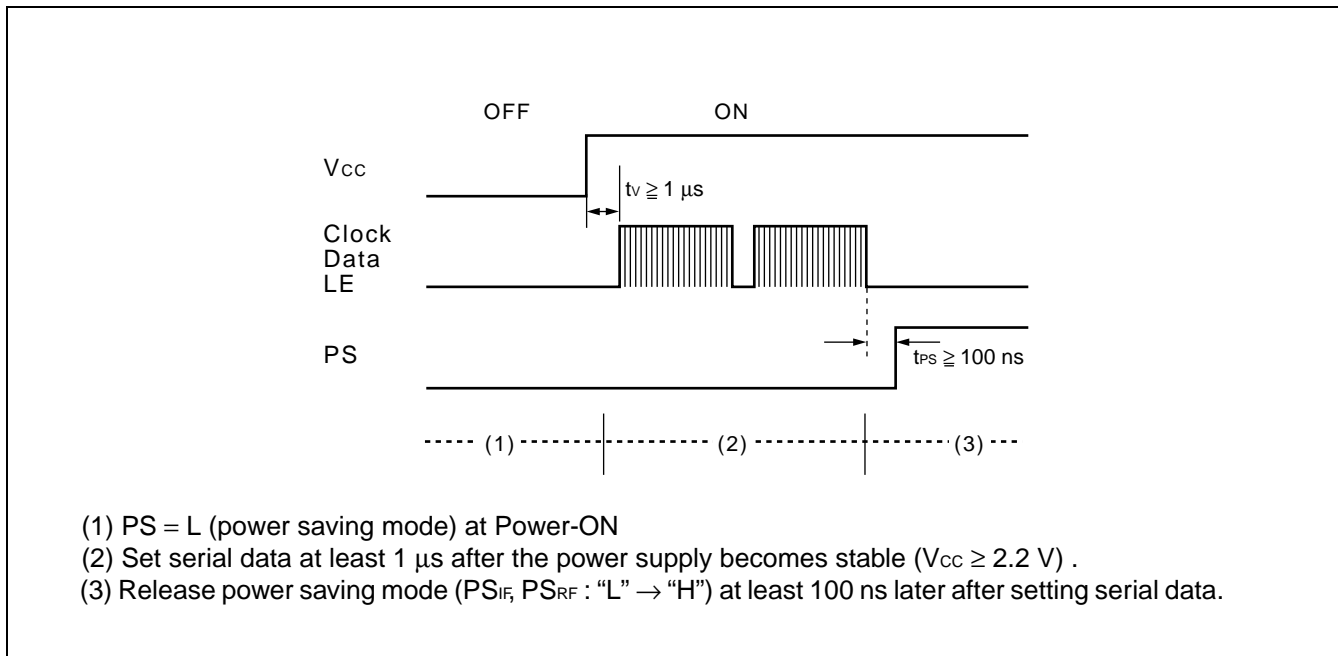 OFF ON
Vcc
tv ≧ 1 μs
Clock
Data
LE
PS
tPS ≧ 100 ns
(1) (2) (3)
(1) PS = L (power saving mode) at Power-ON
(2) Set serial data at least 1 μs after the power supply becomes stable (Vcc ≥ 2.2 V) .
(3) Release power saving mode (PSIF, PSRF : “L” → “H”) at least 100 ns later after setting serial data.